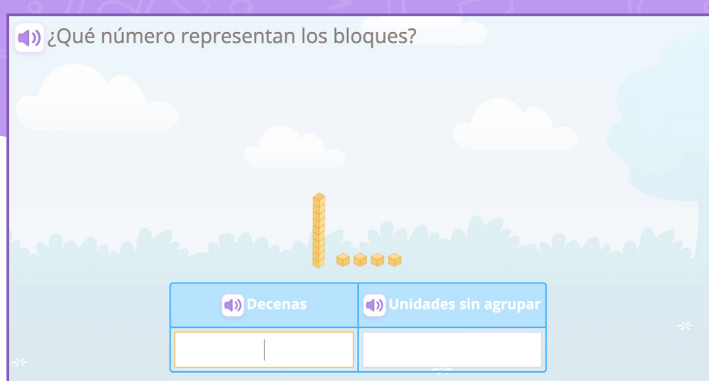 ¿Qué número representan los bloques?
Decenas
Unidades sin agrupar